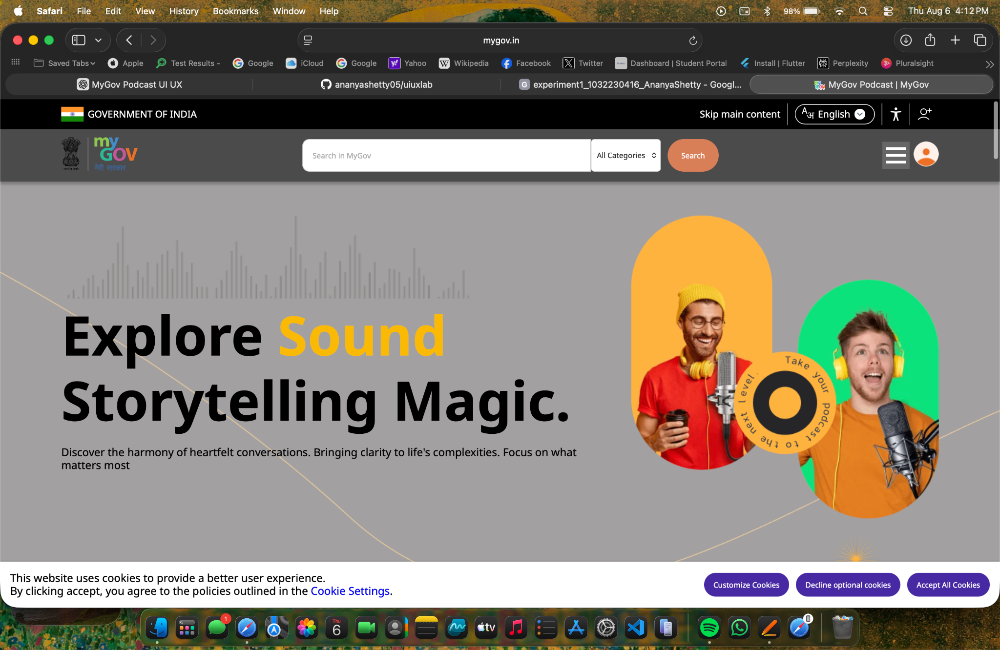 Safari File Edit View History Bookmarks Window Help 98% Thu Aug 6 4:12 PM
mygov.in
Saved Tabs Apple Test Results - Google iCloud Google Yahoo Wikipedia Facebook Twitter Dashboard | Student Portal Install | Flutter Perplexity Pluralsight
MyGov Podcast UI UX ananyashetty05/uiuxlab G experiment1_1032230416_AnanyaShetty - Googl... MyGov Podcast | MyGov
GOVERNMENT OF INDIA Skip main content Aअ English
my
GOV
मेरी सरकार
सत्यमेव जयते
Search in MyGov All Categories Search
Explore Sound
Storytelling Magic.
Discover the harmony of heartfelt conversations. Bringing clarity to life's complexities. Focus on what
matters most
Take your podcast to the next level.
This website uses cookies to provide a better user experience.
By clicking accept, you agree to the policies outlined in the Cookie Settings.
Customize Cookies Decline optional cookies Accept All Cookies
1 Thu 6 tv